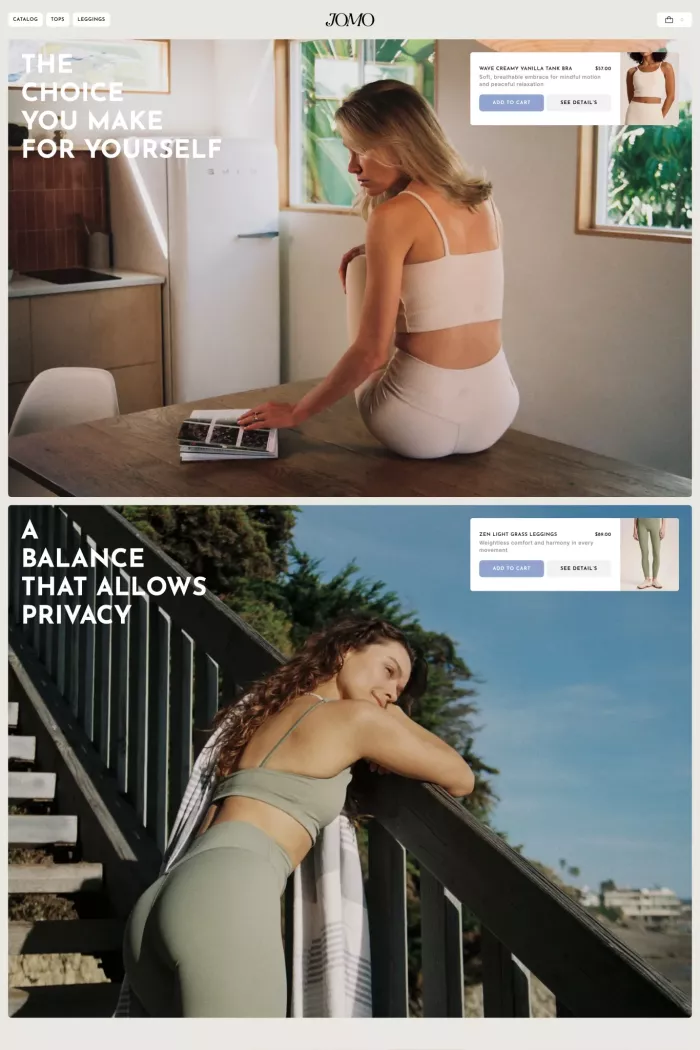 CATALOG
TOPS
LEGGINGS
JOMO
THE
CHOICE
YOU MAKE
FOR YOURSELF
WAVE CREAMY VANILLA TANK BRA $57.00
Soft, breathable embrace for mindful motion
and peaceful relaxation
ADD TO CART
SEE DETAIL'S
A
BALANCE
THAT ALLOWS
PRIVACY
ZEN LIGHT GRASS LEGGINGS $89.00
Weightless comfort and harmony in every
movement
ADD TO CART
SEE DETAIL'S